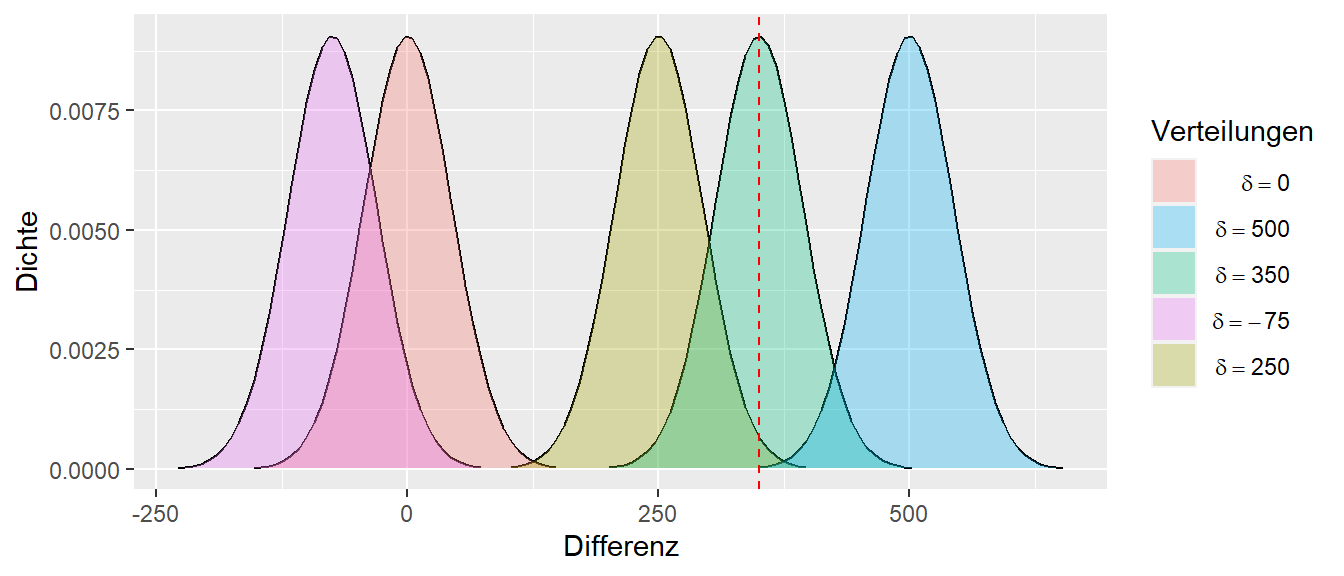 0.0075
0.0050
0.0025
0.0000
Dichte
-250
0
250
500
Differenz
Verteilungen
δ = 0
δ = 500
δ = 350
δ = −75
δ = 250